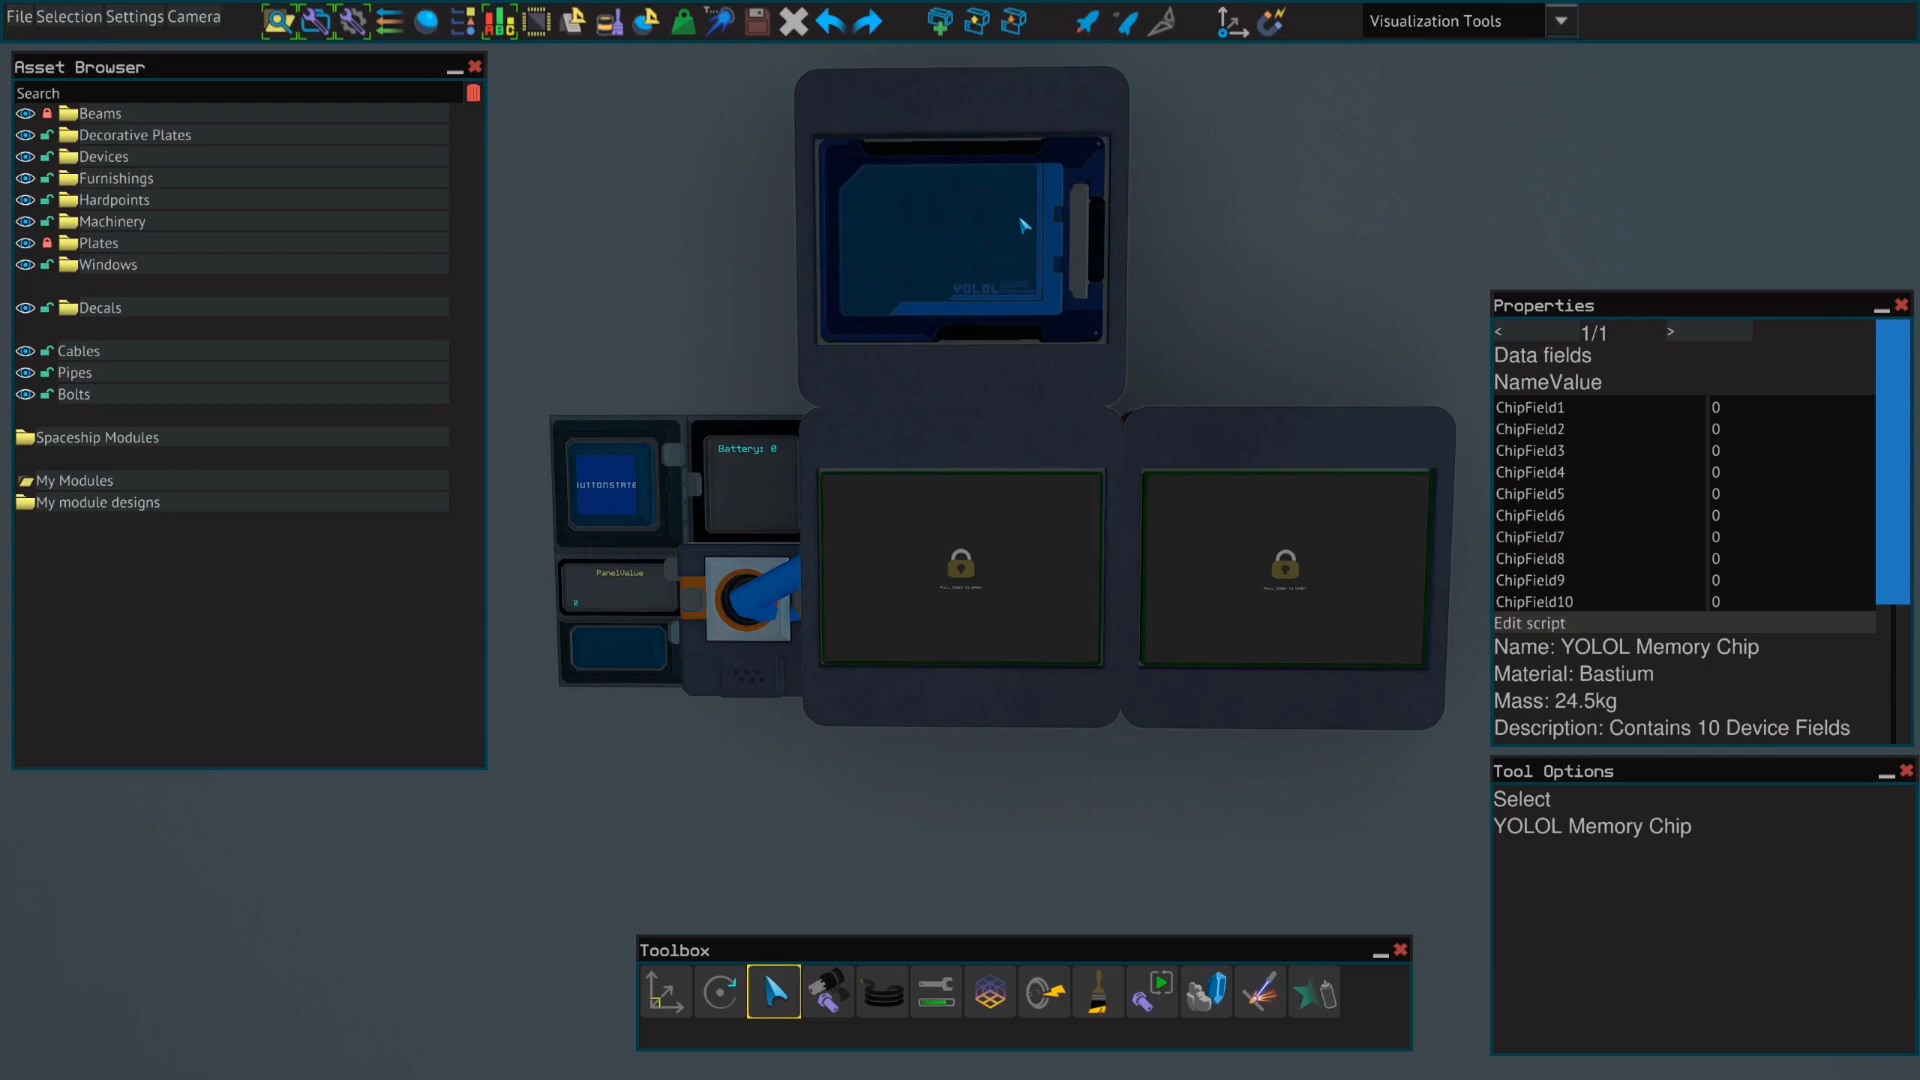 File Selection Settings Camera
Visualization Tools
Asset Browser
Search
Beams
Decorative Plates
Devices
Furnishings
Hardpoints
Machinery
Plates
Windows
Decals
Cables
Pipes
Bolts
Spaceship Modules
My Modules
My module designs
YOLOL
Battery: 0
PanelValue
0
Properties
< 1/1 >
Data fields
NameValue
ChipField1 0
ChipField2 0
ChipField3 0
ChipField4 0
ChipField5 0
ChipField6 0
ChipField7 0
ChipField8 0
ChipField9 0
ChipField10 0
Edit script
Name: YOLOL Memory Chip
Material: Bastium
Mass: 24.5kg
Description: Contains 10 Device Fields
Tool Options
Select
YOLOL Memory Chip
Toolbox